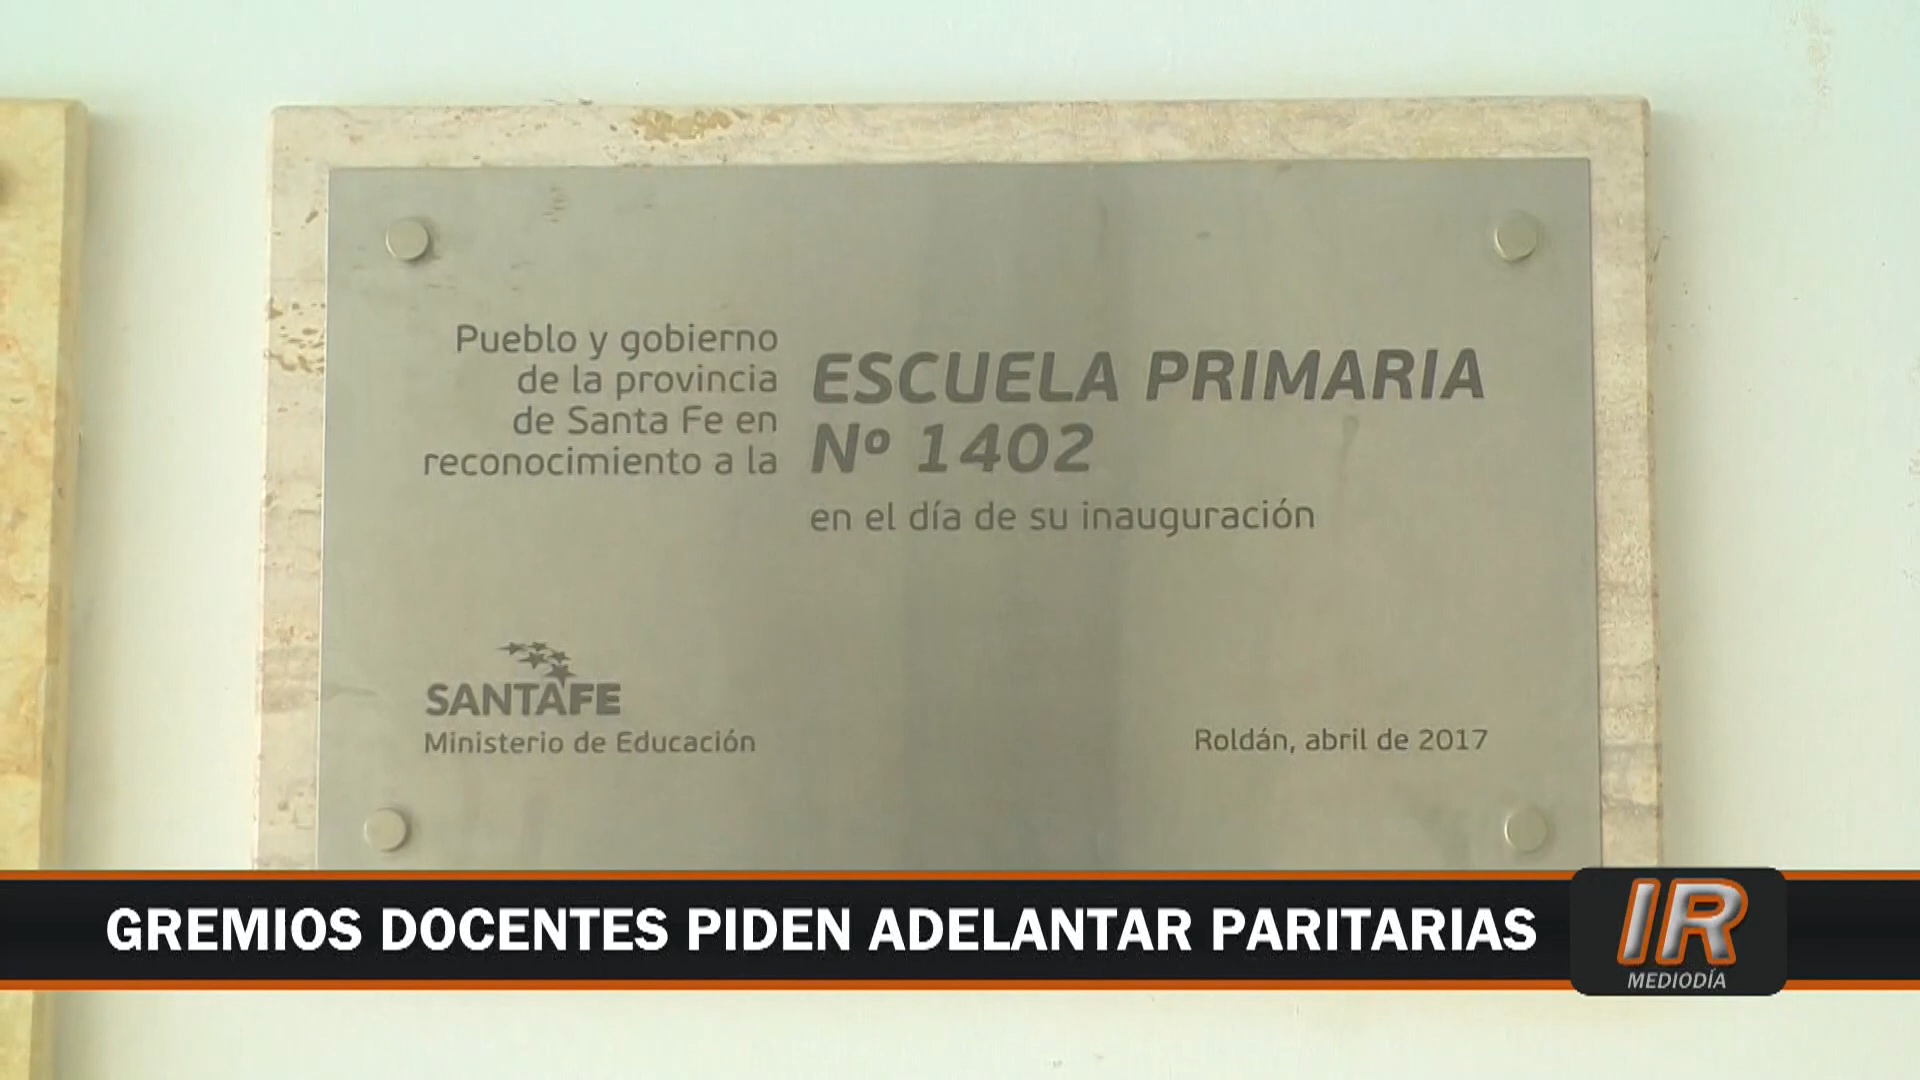 Pueblo y gobierno
de la provincia
de Santa Fe en
reconocimiento a la
ESCUELA PRIMARIA
Nº 1402
en el día de su inauguración
SANTAFE
Ministerio de Educación
Roldán, abril de 2017
GREMIOS DOCENTES PIDEN ADELANTAR PARITARIAS
IR
MEDIODÍA